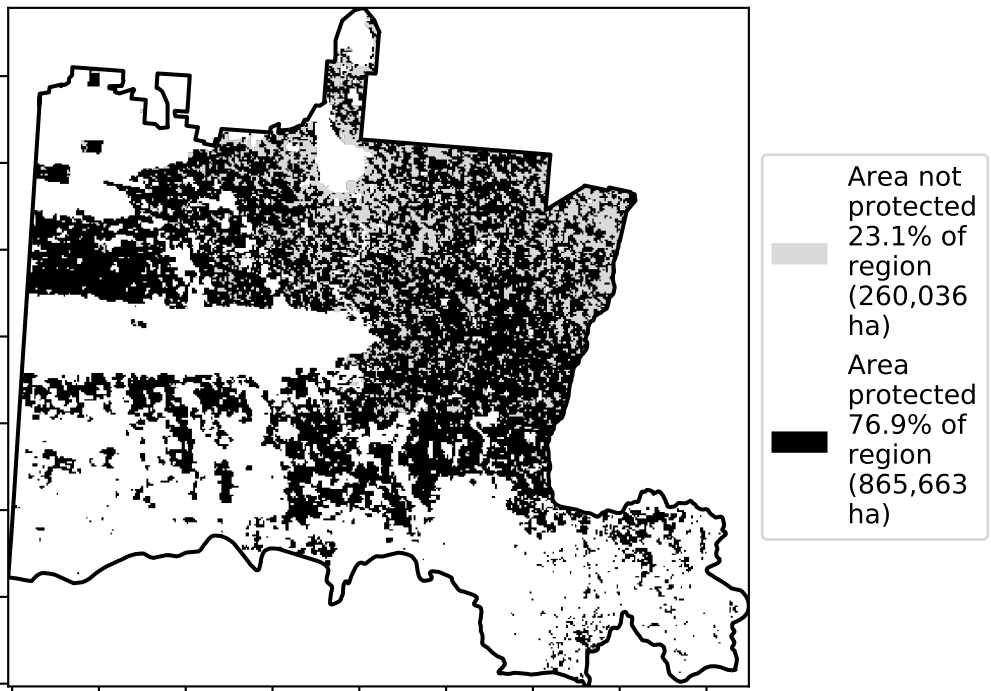 Area not
protected
23.1% of
region
(260,036
ha)
Area
protected
76.9% of
region
(865,663
ha)